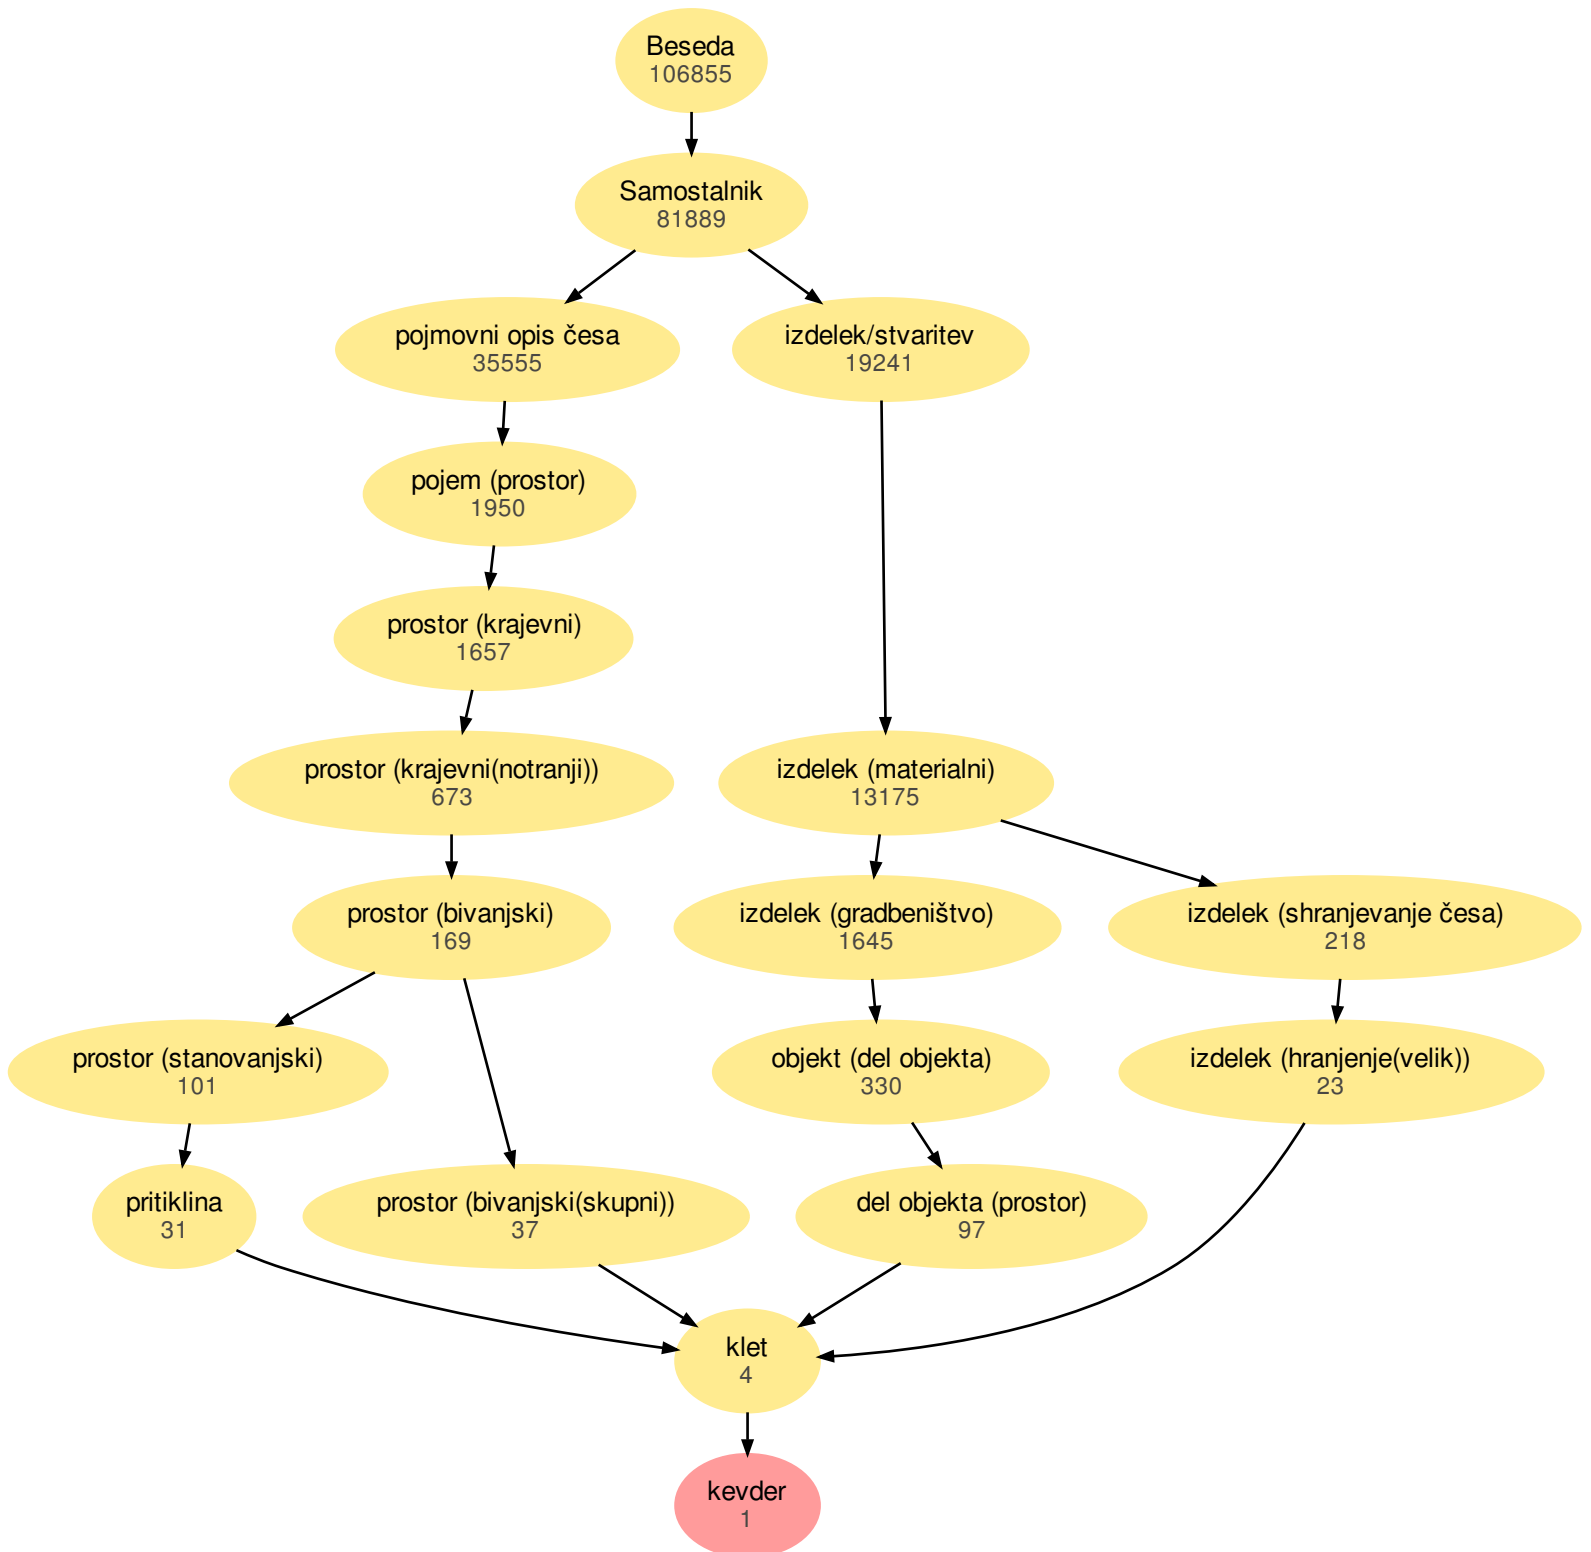 Beseda
106855
Samostalnik
81889
pojmovni opis česa
35555
izdelek/stvaritev
19241
pojem (prostor)
1950
prostor (krajevni)
1657
prostor (krajevni(notranji))
673
izdelek (materialni)
13175
prostor (bivanjski)
169
izdelek (gradbeništvo)
1645
izdelek (shranjevanje česa)
218
prostor (stanovanjski)
101
objekt (del objekta)
330
izdelek (hranjenje(velik))
23
pritiklina
31
prostor (bivanjski(skupni))
37
del objekta (prostor)
97
klet
4
kevder
1